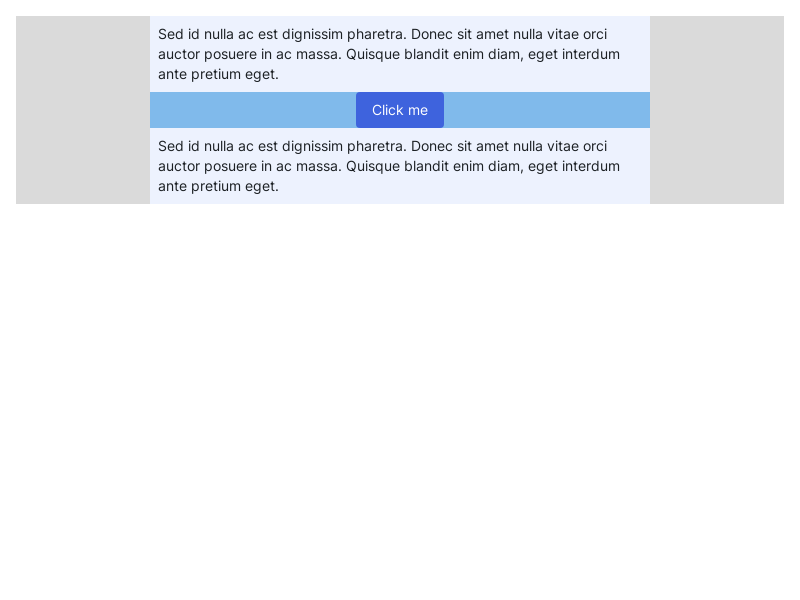 Sed id nulla ac est dignissim pharetra. Donec sit amet nulla vitae orci
auctor posuere in ac massa. Quisque blandit enim diam, eget interdum
ante pretium eget.
Click me
Sed id nulla ac est dignissim pharetra. Donec sit amet nulla vitae orci
auctor posuere in ac massa. Quisque blandit enim diam, eget interdum
ante pretium eget.